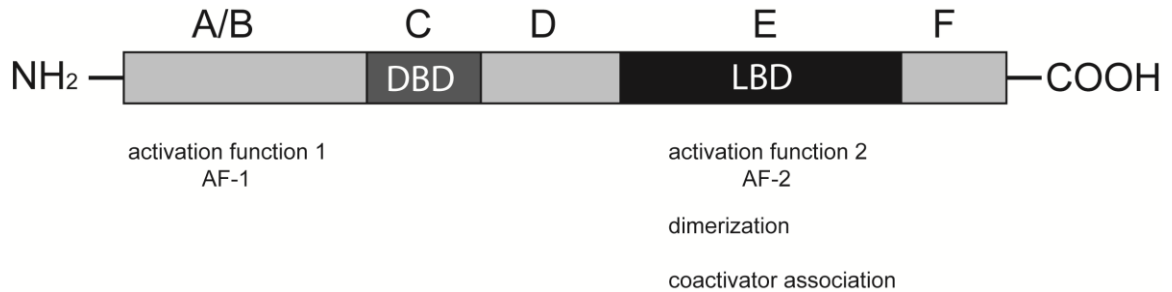 A/B C D E F
NH₂ DBD LBD COOH
activation function 1
AF-1
activation function 2
AF-2
dimerization
coactivator association